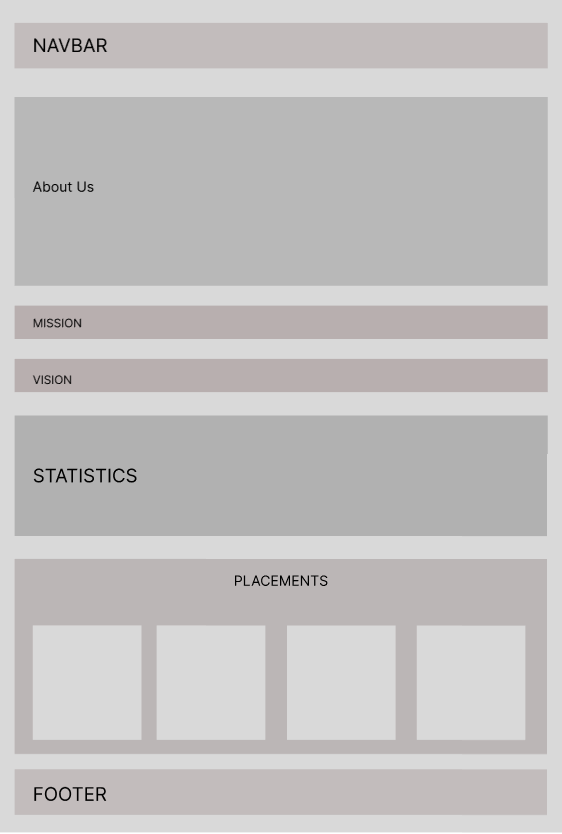 NAVBAR
About Us
MISSION
VISION
STATISTICS
PLACEMENTS
FOOTER